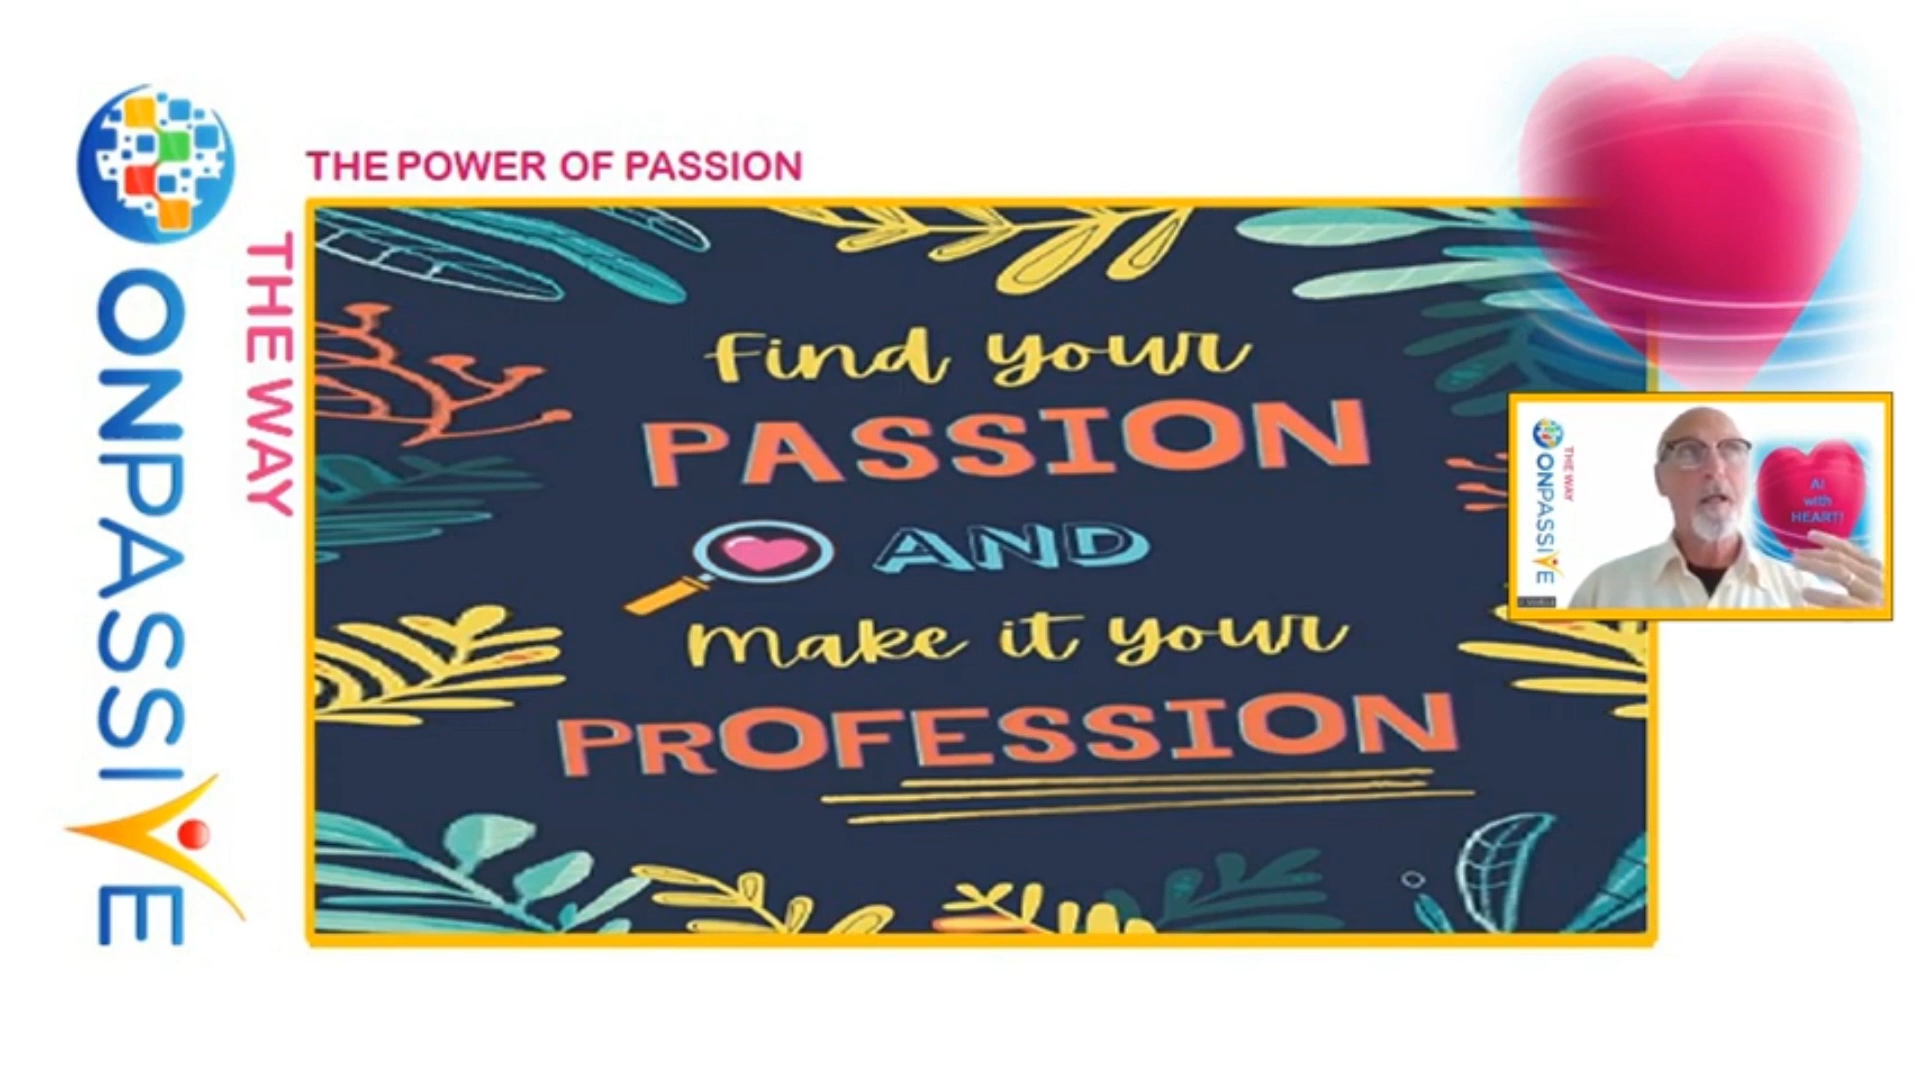 THE POWER OF PASSION
ONPASSIVE
THE WAY
Find your
PASSION
AND
Make it your
PROFESSION
THE WAY
ONPASSIVE
AI
with
HEART!